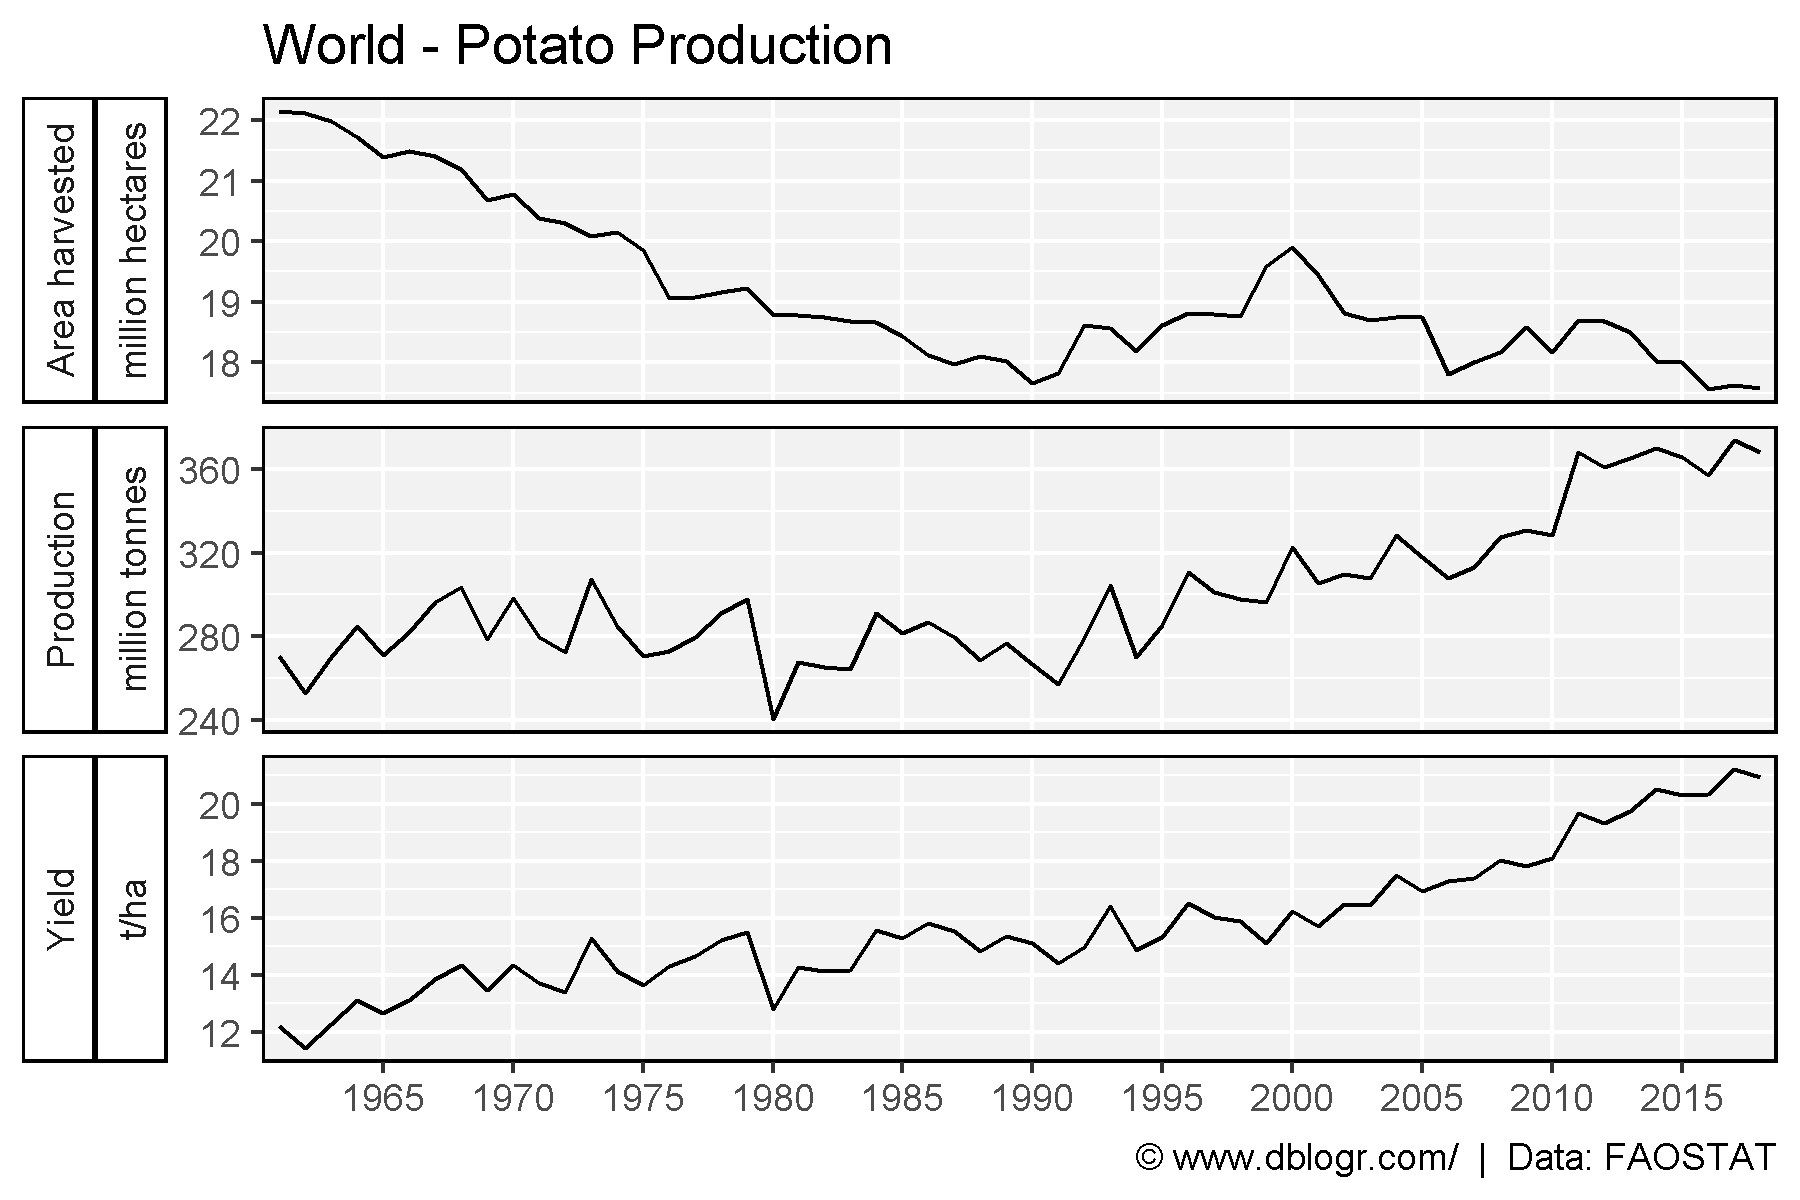 World - Potato Production
Area harvested
million hectares
22
21
20
19
18
Production
million tonnes
360
320
280
240
Yield
t/ha
20
18
16
14
12
1965 1970 1975 1980 1985 1990 1995 2000 2005 2010 2015
© www.dblogr.com/ | Data: FAOSTAT